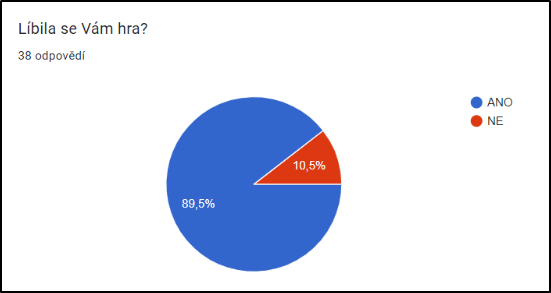 Líbila se Vám hra?
38 odpovědí
ANO
NE
10,5%
89,5%